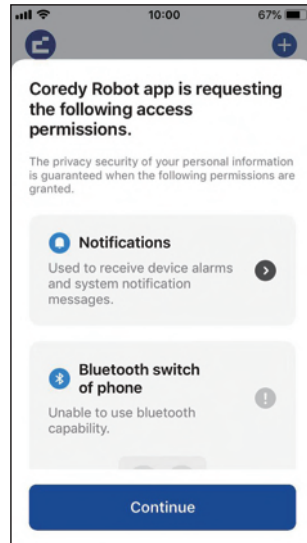 10:00
67%
Coredy Robot app is requesting
the following access
permissions.
The privacy security of your personal information
is guaranteed when the following permissions are
granted.
Notifications
Used to receive device alarms
and system notification
messages.
Bluetooth switch
of phone
Unable to use bluetooth
capability.
Continue